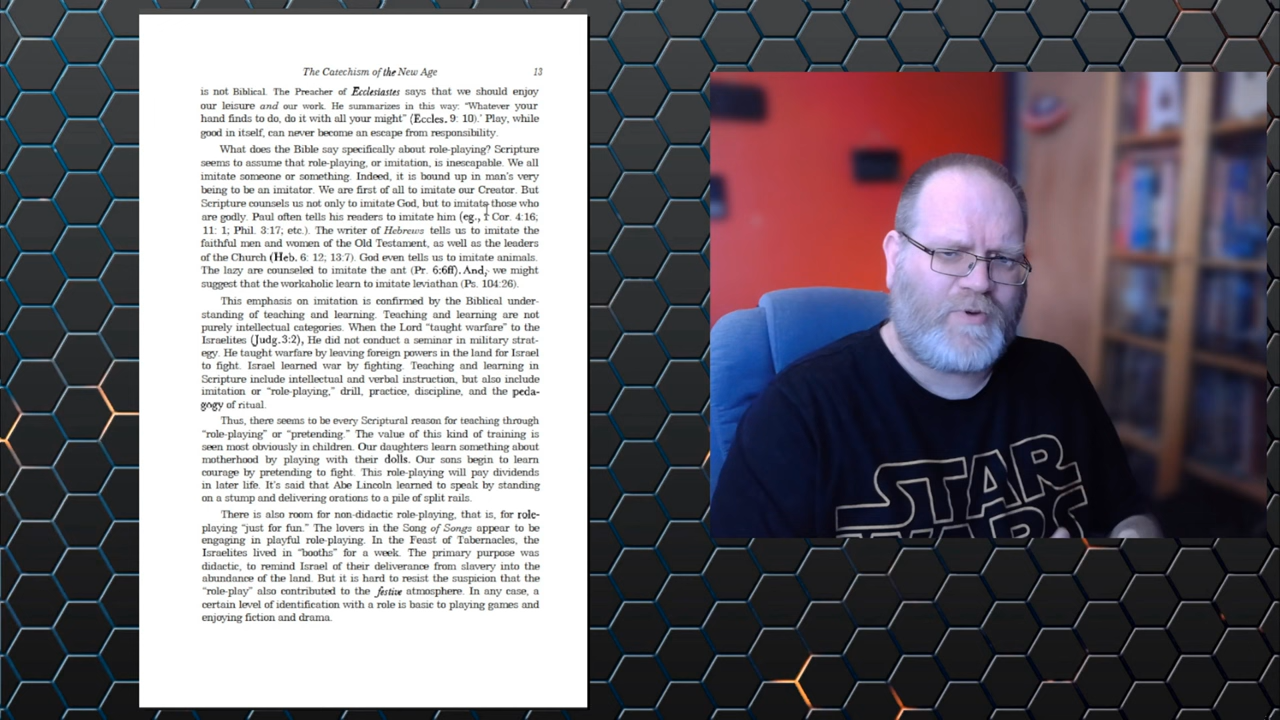 The Catechism of the New Age 13
is not Biblical. The Preacher of Ecclesiastes says that we should enjoy
our leisure and our work. He summarizes in this way: “Whatever your
hand finds to do, do it with all your might” (Eccles. 9: 10).’ Play, while
good in itself, can never become an escape from responsibility.
What does the Bible say specifically about role-playing? Scripture
seems to assume that role-playing, or imitation, is inescapable. We all
imitate someone or something. Indeed, it is bound up in man’s very
being to be an imitator. We are first of all to imitate our Creator. But
Scripture counsels us not only to imitate God, but to imitate those who
are godly. Paul often tells his readers to imitate him (eg., 1 Cor. 4:16;
11: 1; Phil. 3:17; etc.). The writer of Hebrews tells us to imitate the
faithful men and women of the Old Testament, as well as the leaders
of the Church (Heb. 6: 12; 13:7). God even tells us to imitate animals.
The lazy are counseled to imitate the ant (Pr. 6:6ff). And, we might
suggest that the workaholic learn to imitate leviathan (Ps. 104:26).
This emphasis on imitation is confirmed by the Biblical under-
standing of teaching and learning. Teaching and learning are not
purely intellectual categories. When the Lord “taught warfare” to the
Israelites (Judg. 3:2), He did not conduct a seminar in military strat-
egy. He taught warfare by leaving foreign powers in the land for Israel
to fight. Israel learned war by fighting. Teaching and learning in
Scripture include intellectual and verbal instruction, but also include
imitation or “role-playing,” drill, practice, discipline, and the peda-
gogy of ritual.
Thus, there seems to be every Scriptural reason for teaching through
“role-playing” or “pretending.” The value of this kind of training is
seen most obviously in children. Our daughters learn something about
motherhood by playing with their dolls. Our sons begin to learn
courage by pretending to fight. This role-playing will pay dividends
in later life. It’s said that Abe Lincoln learned to speak by standing
on a stump and delivering orations to a pile of split rails.
There is also room for non-didactic role-playing, that is, for role-
playing “just for fun.” The lovers in the Song of Songs appear to be
engaging in playful role-playing. In the Feast of Tabernacles, the
Israelites lived in “booths” for a week. The primary purpose was
didactic, to remind Israel of their deliverance from slavery into the
abundance of the land. But it is hard to resist the suspicion that the
“role-play” also contributed to the festive atmosphere. In any case, a
certain level of identification with a role is basic to playing games and
enjoying fiction and drama.
STAR
WARS